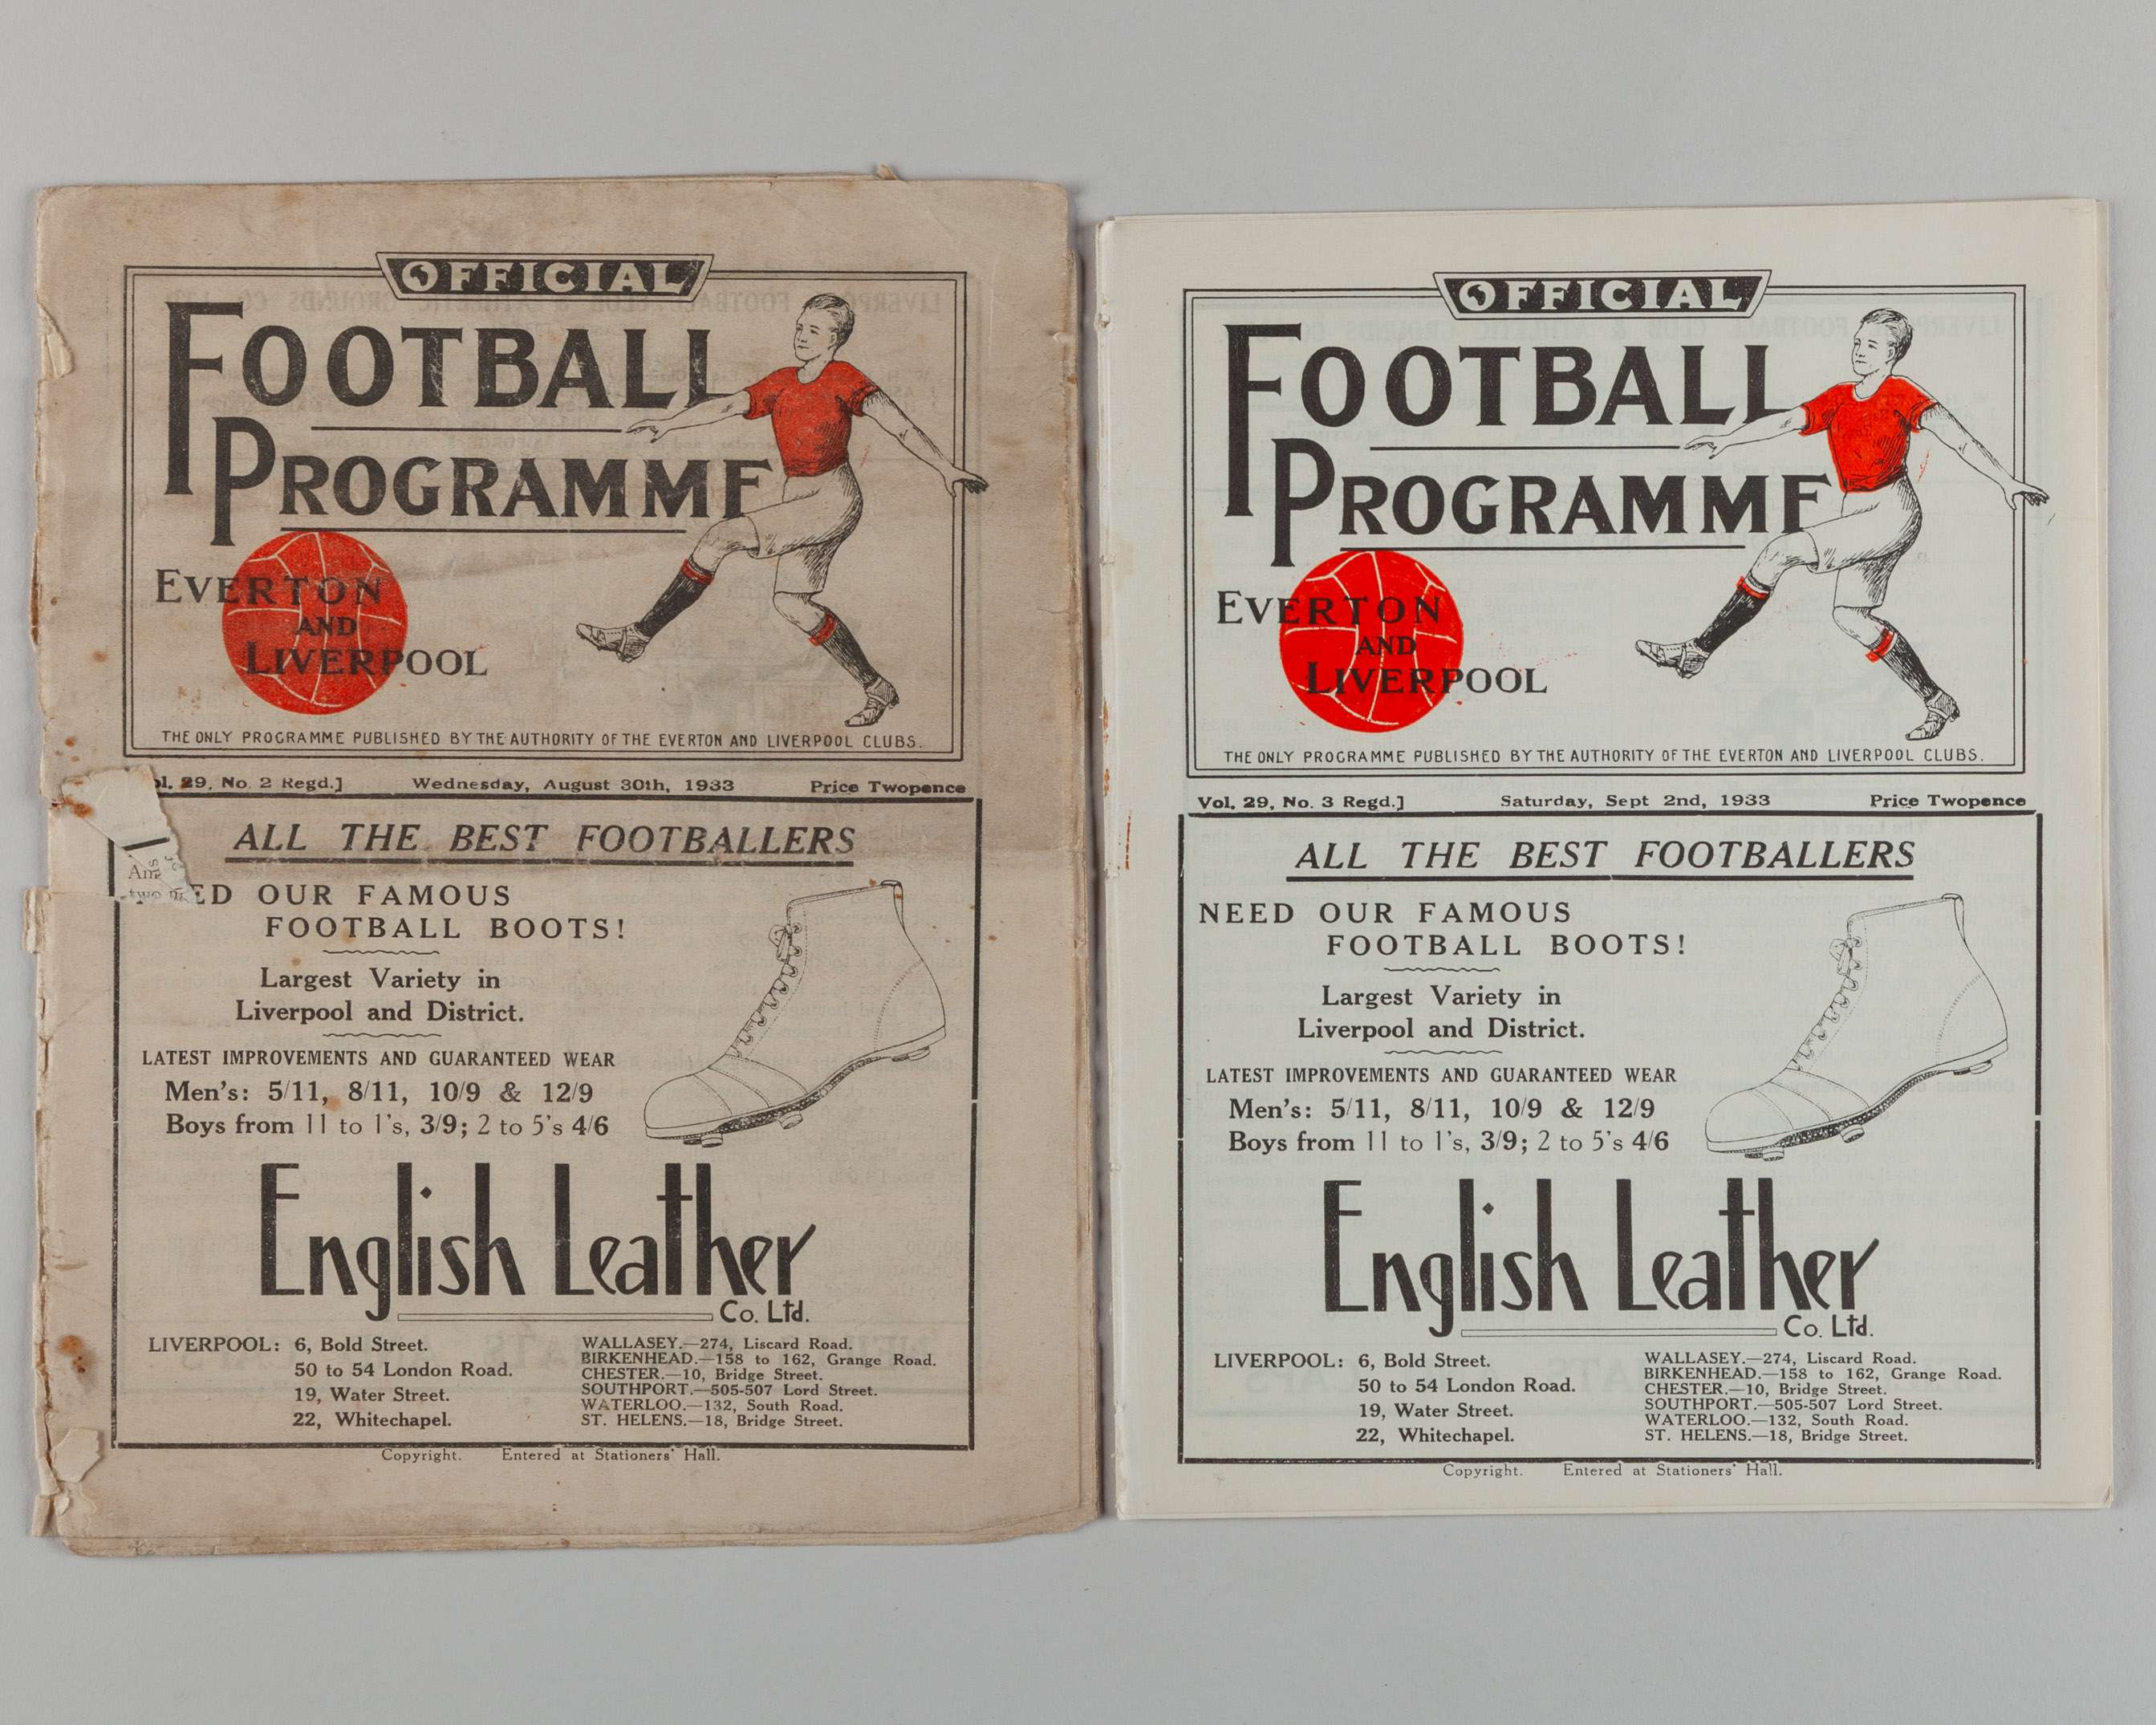 OFFICIAL
FOOTBALL
PROGRAMME
EVERTON
AND
LIVERPOOL
THE ONLY PROGRAMME PUBLISHED BY THE AUTHORITY OF THE EVERTON AND LIVERPOOL CLUBS.
29, No. 2 Regd.] Wednesday, August 30th, 1933 Price Twopence
ALL THE BEST FOOTBALLERS
OUR FAMOUS
FOOTBALL BOOTS!
Largest Variety in
Liverpool and District.
LATEST IMPROVEMENTS AND GUARANTEED WEAR
Men's: 5/11, 8/11, 10/9 & 12/9
Boys from 11 to 1's, 3/9; 2 to 5's 4/6
English Leather
Co. Ltd.
LIVERPOOL: 6, Bold Street.
50 to 54 London Road.
19, Water Street.
22, Whitechapel.
WALLASEY.—274, Liscard Road.
BIRKENHEAD.—158 to 162, Grange Road.
CHESTER.—10, Bridge Street.
SOUTHPORT.—505-507 Lord Street.
WATERLOO.—132, South Road.
ST. HELENS.—18, Bridge Street.
Copyright. Entered at Stationers' Hall.
OFFICIAL
FOOTBALL
PROGRAMME
EVERTON
AND
LIVERPOOL
THE ONLY PROGRAMME PUBLISHED BY THE AUTHORITY OF THE EVERTON AND LIVERPOOL CLUBS.
Vol. 29, No. 3 Regd.] Saturday, Sept 2nd, 1933 Price Twopence
ALL THE BEST FOOTBALLERS
NEED OUR FAMOUS
FOOTBALL BOOTS!
Largest Variety in
Liverpool and District.
LATEST IMPROVEMENTS AND GUARANTEED WEAR
Men's: 5/11, 8/11, 10/9 & 12/9
Boys from 11 to 1's, 3/9; 2 to 5's 4/6
English Leather
Co. Ltd.
LIVERPOOL: 6, Bold Street.
50 to 54 London Road.
19, Water Street.
22, Whitechapel.
WALLASEY.—274, Liscard Road.
BIRKENHEAD.—158 to 162, Grange Road.
CHESTER.—10, Bridge Street.
SOUTHPORT.—505-507 Lord Street.
WATERLOO.—132, South Road.
ST. HELENS.—18, Bridge Street.
Copyright. Entered at Stationers' Hall.